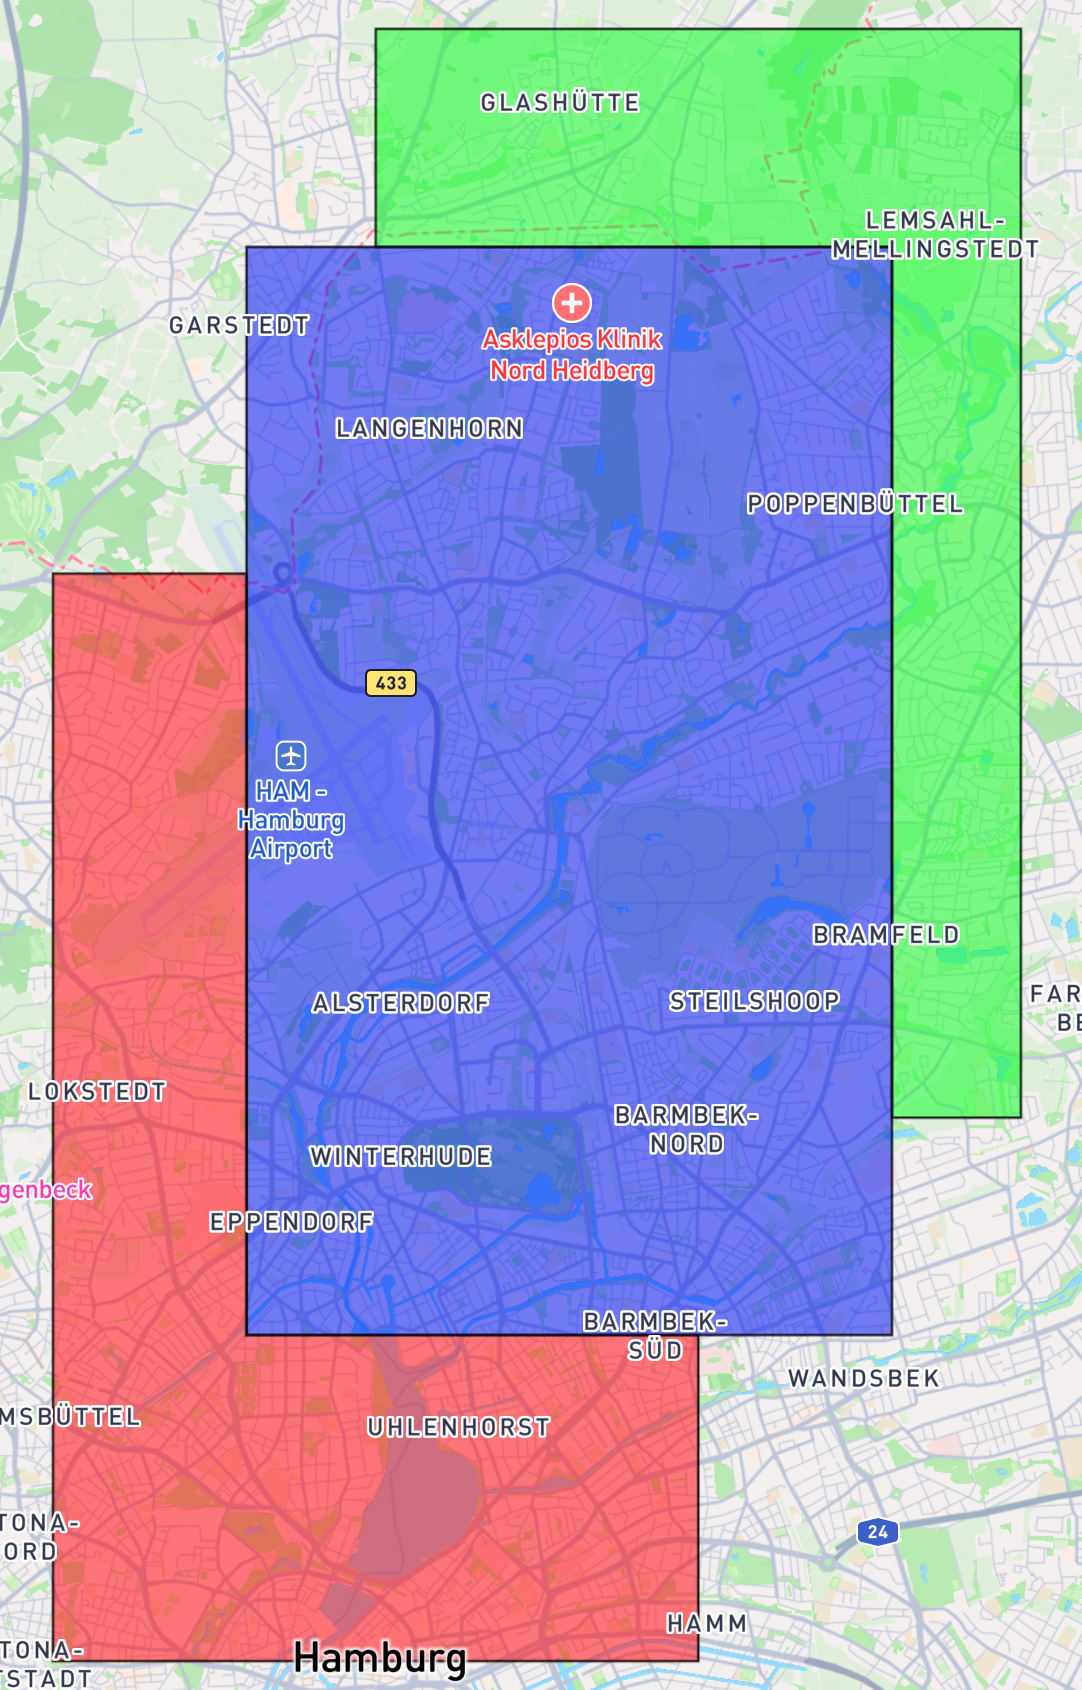 GLASHÜTTE
LEMSAHL-
MELLINGSTEDT
GARSTEDT
Asklepios Klinik
Nord Heidberg
LANGENHORN
POPPENBÜTTEL
433
HAM -
Hamburg
Airport
BRAMFELD
ALSTERDORF
STEILSHOOP
FAR
BE
LOKSTEDT
BARMBEK-
NORD
WINTERHUDE
genbeck
EPPENDORF
BARMBEK-
SÜD
WANDSBEK
MSBÜTTEL
UHLENHORST
TONA-
ORD
24
HAMM
TONA-
TSTADT
Hamburg